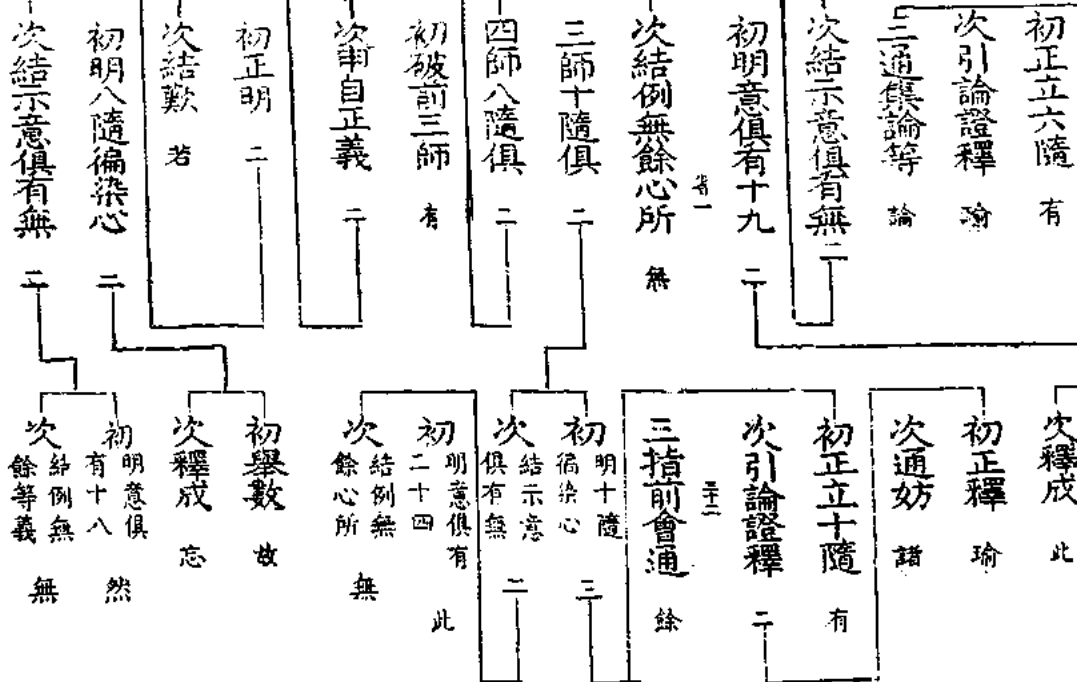 初正立六隨 有
次引論證釋 瑜
三通集論等 論
次結示意俱有無 二
初明意俱有十九 二
次結例無餘心所 無
三師十隨俱 二
四師八隨俱 二
初破前三師 有
次申自正義 二
初正明 二
次結歎 若
初明八隨徧染心 二
次結示意俱有無 二
次釋成 此
初正釋 瑜
次通妨 諸
初正立十隨 有
次引論證釋 二
三十二
三指前會通 餘
初明十隨徧染心 三
次結示意俱有無 二
初明意俱有二十四 此
次結例無餘心所 無
初舉數 故
次釋成 忘
初明意俱有十八 然
次結例無餘等義 無